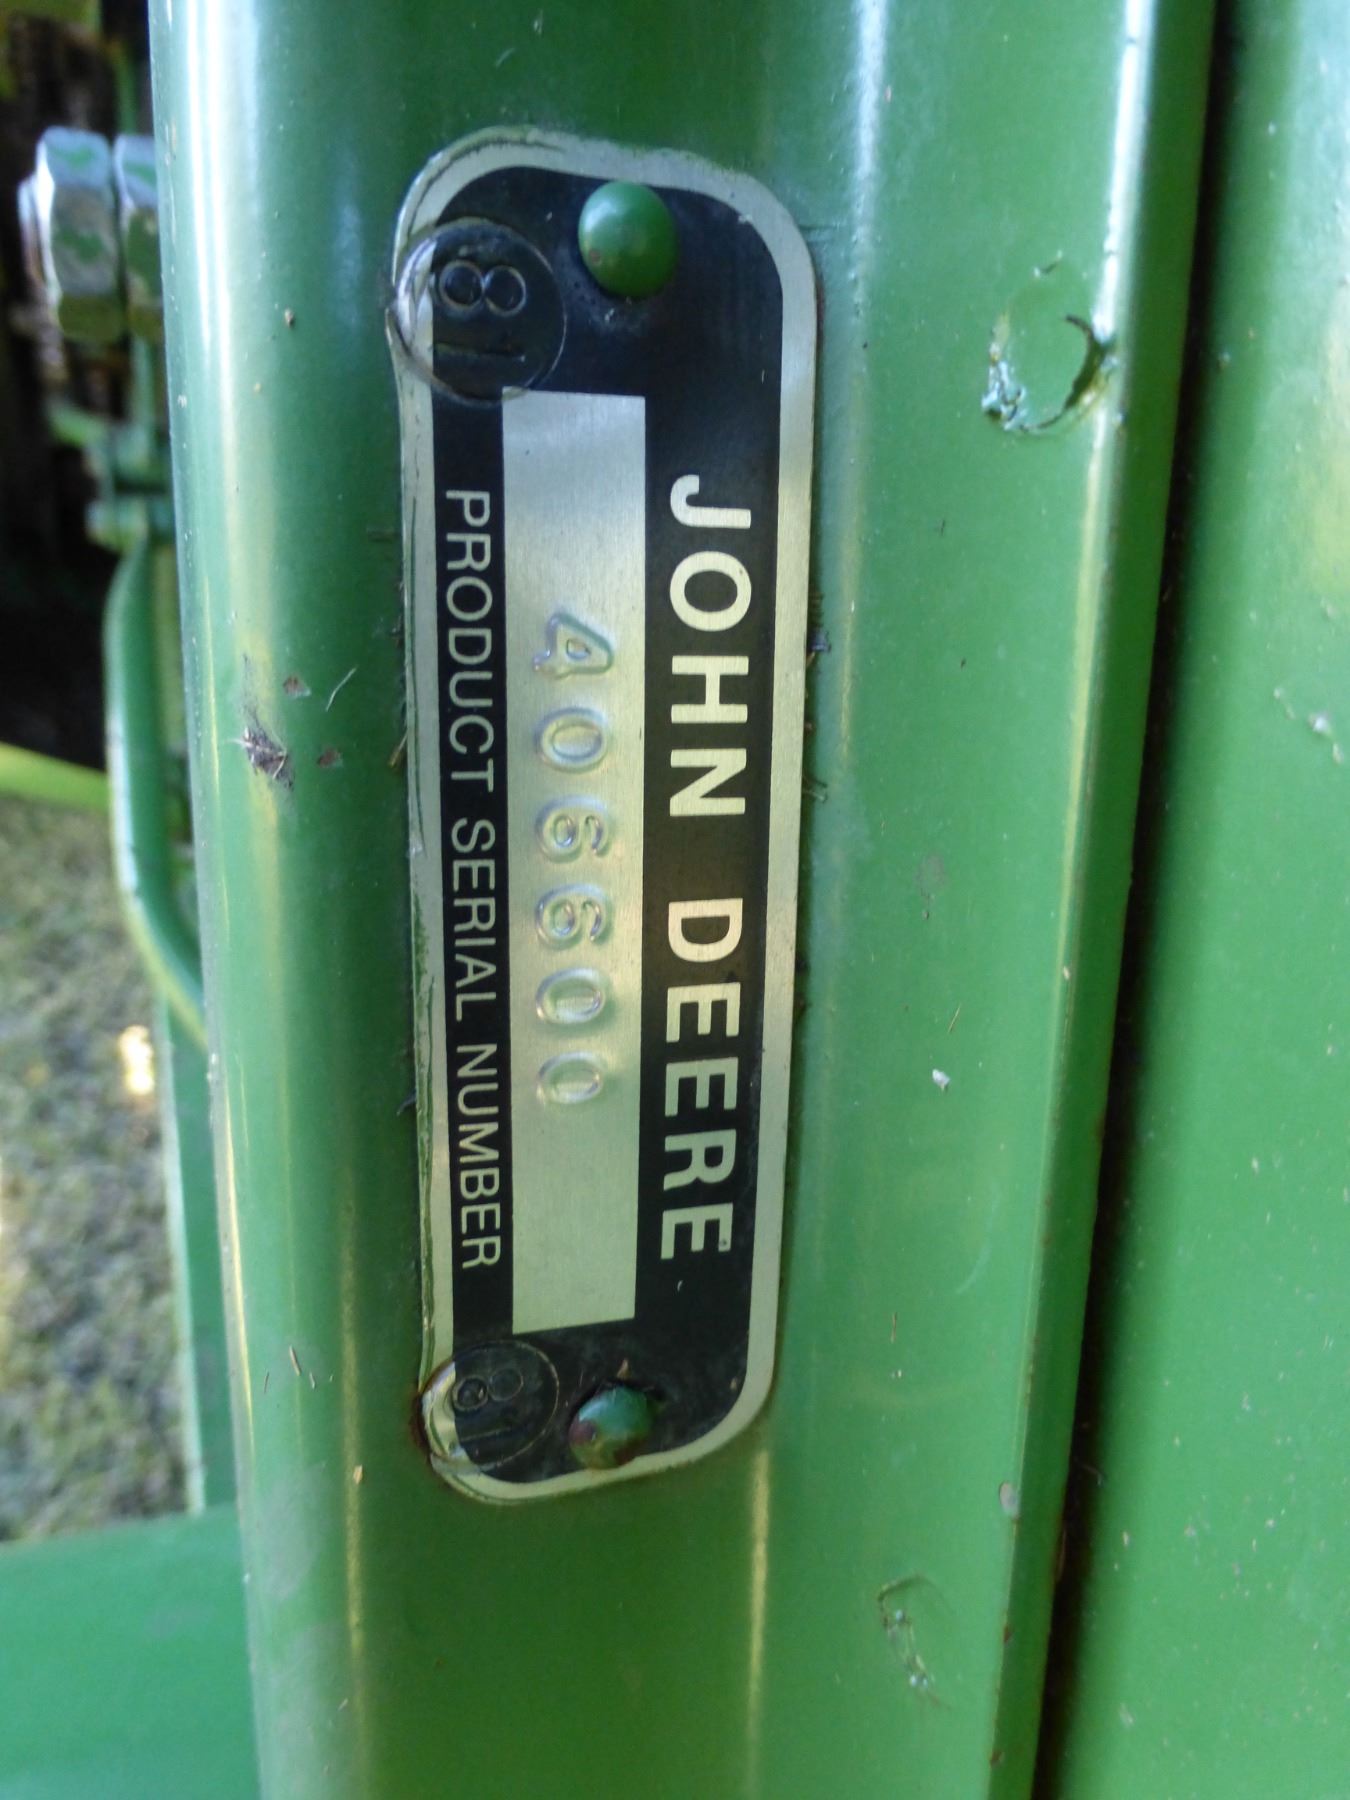 JOHN DEERE
406600
PRODUCT SERIAL NUMBER